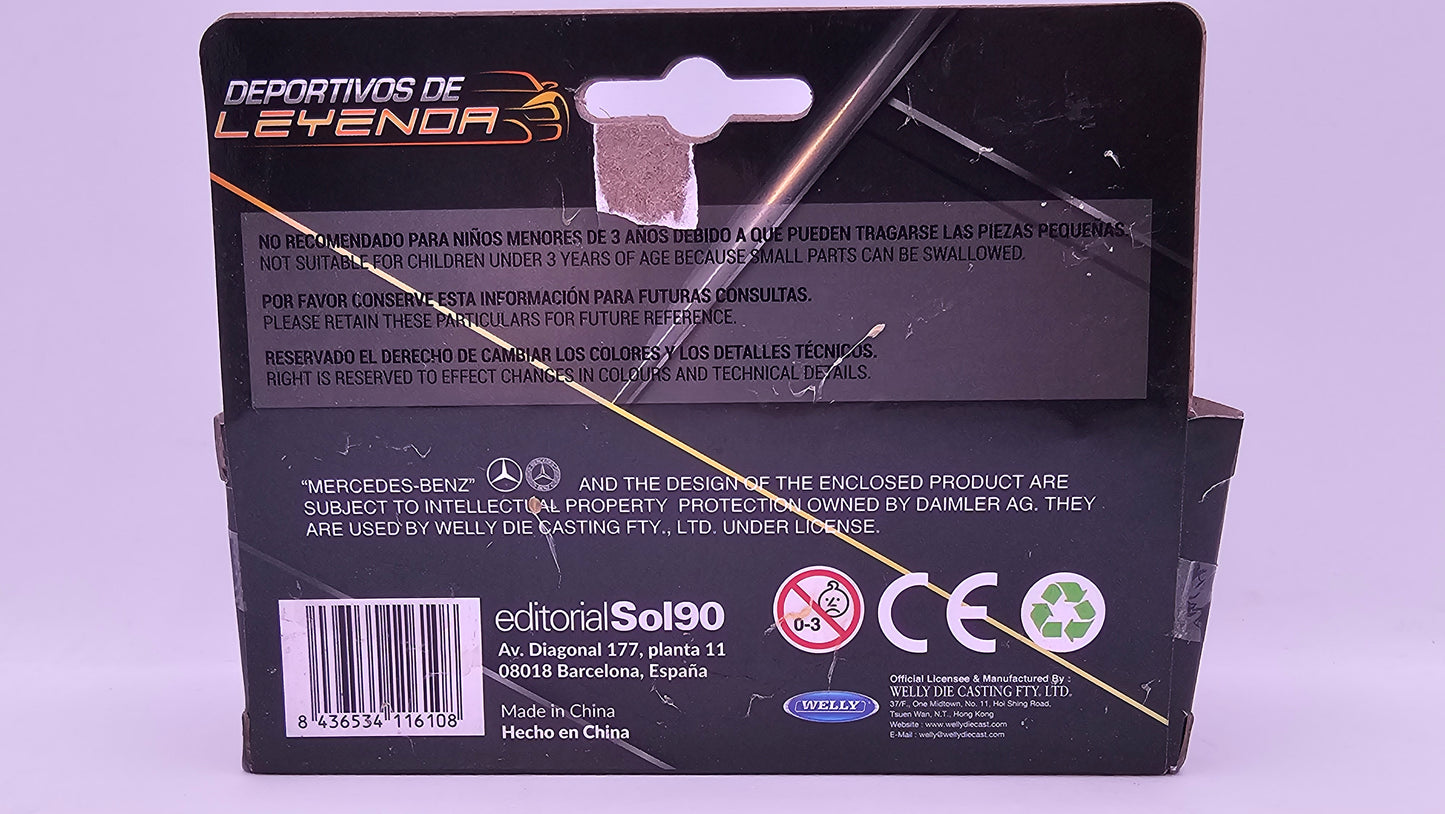 DEPORTIVOS DE
LEYENDA
NO RECOMENDADO PARA NIÑOS MENORES DE 3 AÑOS DEBIDO A QUE PUEDEN TRAGARSE LAS PIEZAS PEQUEÑAS.
NOT SUITABLE FOR CHILDREN UNDER 3 YEARS OF AGE BECAUSE SMALL PARTS CAN BE SWALLOWED.
POR FAVOR CONSERVE ESTA INFORMACIÓN PARA FUTURAS CONSULTAS.
PLEASE RETAIN THESE PARTICULARS FOR FUTURE REFERENCE.
RESERVADO EL DERECHO DE CAMBIAR LOS COLORES Y LOS DETALLES TÉCNICOS.
RIGHT IS RESERVED TO EFFECT CHANGES IN COLOURS AND TECHNICAL DETAILS.
“MERCEDES-BENZ” AND THE DESIGN OF THE ENCLOSED PRODUCT ARE
SUBJECT TO INTELLECTUAL PROPERTY PROTECTION OWNED BY DAIMLER AG. THEY
ARE USED BY WELLY DIE CASTING FTY., LTD. UNDER LICENSE.
8 436534 116108
editorialSol90
Av. Diagonal 177, planta 11
08018 Barcelona, España
Made in China
Hecho en China
0-3
CE
WELLY
Official Licensee & Manufactured By :
WELLY DIE CASTING FTY. LTD.
37/F., One Midtown, No. 11, Hoi Shing Road,
Tsuen Wan, N.T., Hong Kong
Website : www.wellydiecast.com
E-Mail : welly@wellydiecast.com